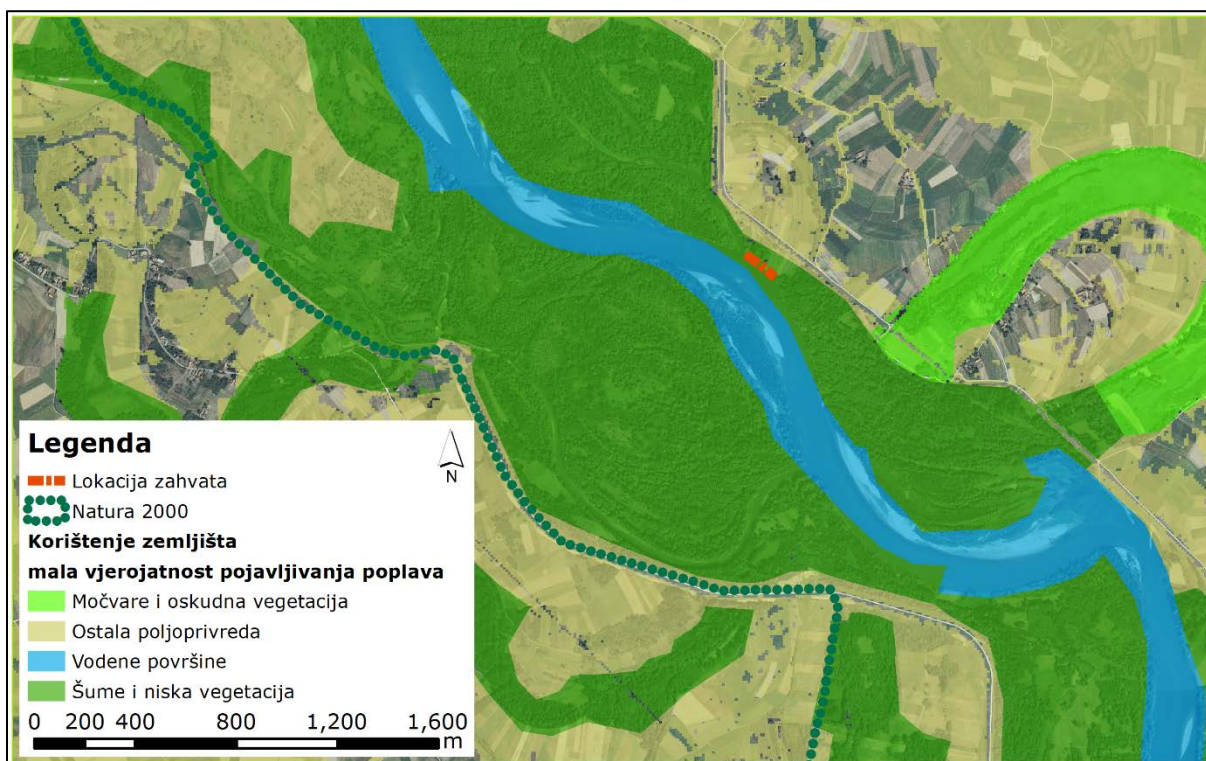 Legenda
N
Lokacija zahvata
Natura 2000
Korištenje zemljišta
mala vjerojatnost pojavljivanja poplava
Močvare i oskudna vegetacija
Ostala poljoprivreda
Vodene površine
Šume i niska vegetacija
0 200 400 800 1,200 1,600
m